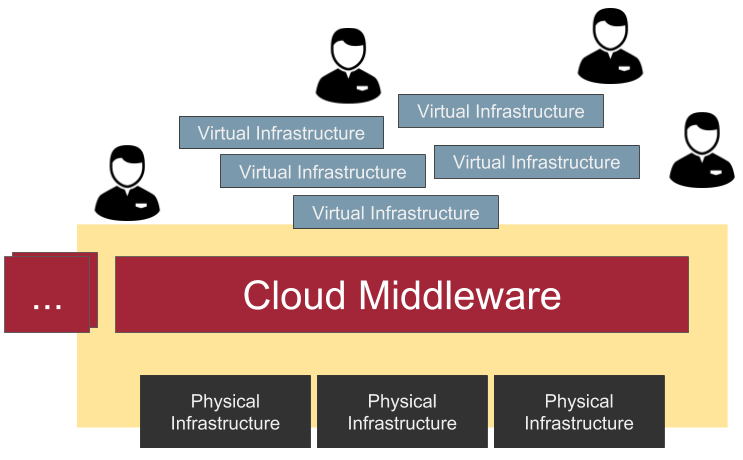 Virtual Infrastructure
Virtual Infrastructure
Virtual Infrastructure
Virtual Infrastructure
Virtual Infrastructure
...
Cloud Middleware
Physical
Infrastructure
Physical
Infrastructure
Physical
Infrastructure